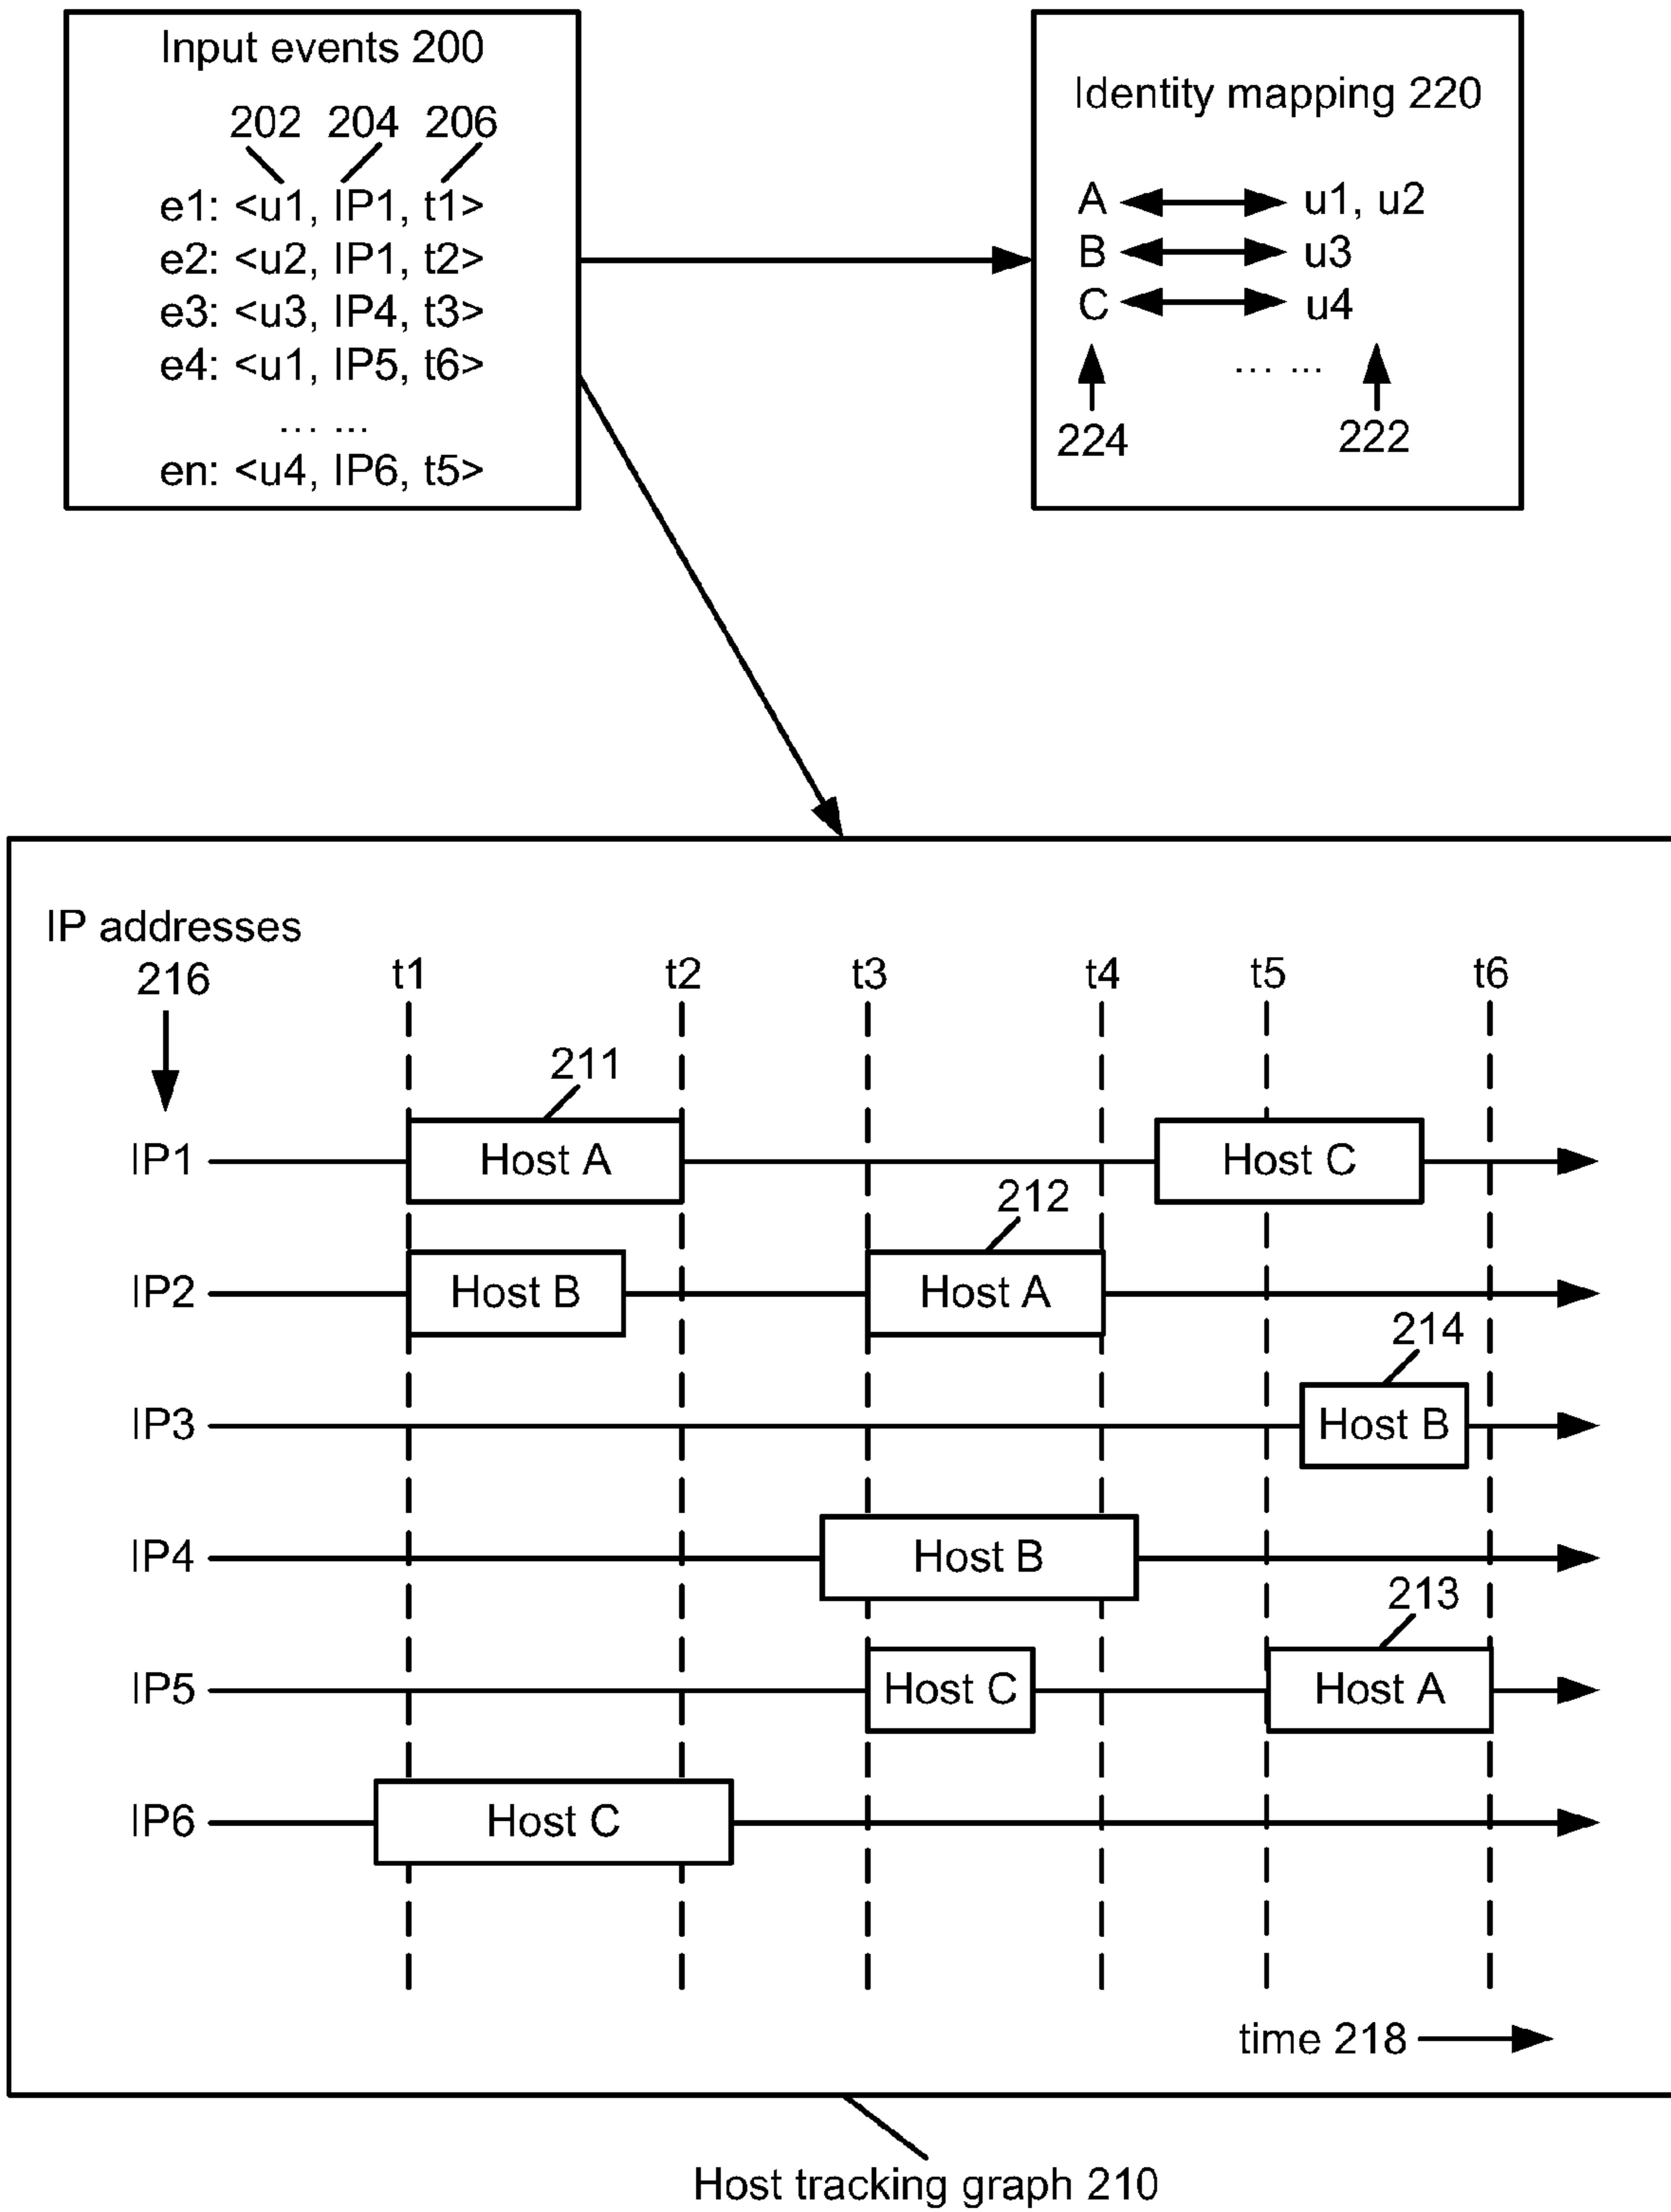 Input events 200
202 204 206
e1: <u1, IP1, t1>
e2: <u2, IP1, t2>
e3: <u3, IP4, t3>
e4: <u1, IP5, t6>
... ...
en: <u4, IP6, t5>
Identity mapping 220
A u1, u2
B u3
C u4
... ...
224 222
IP addresses
216 t1 t2 t3 t4 t5 t6
211
IP1 Host A Host C
212
IP2 Host B Host A
214
IP3 Host B
IP4 Host B
213
IP5 Host C Host A
IP6 Host C
time 218
Host tracking graph 210